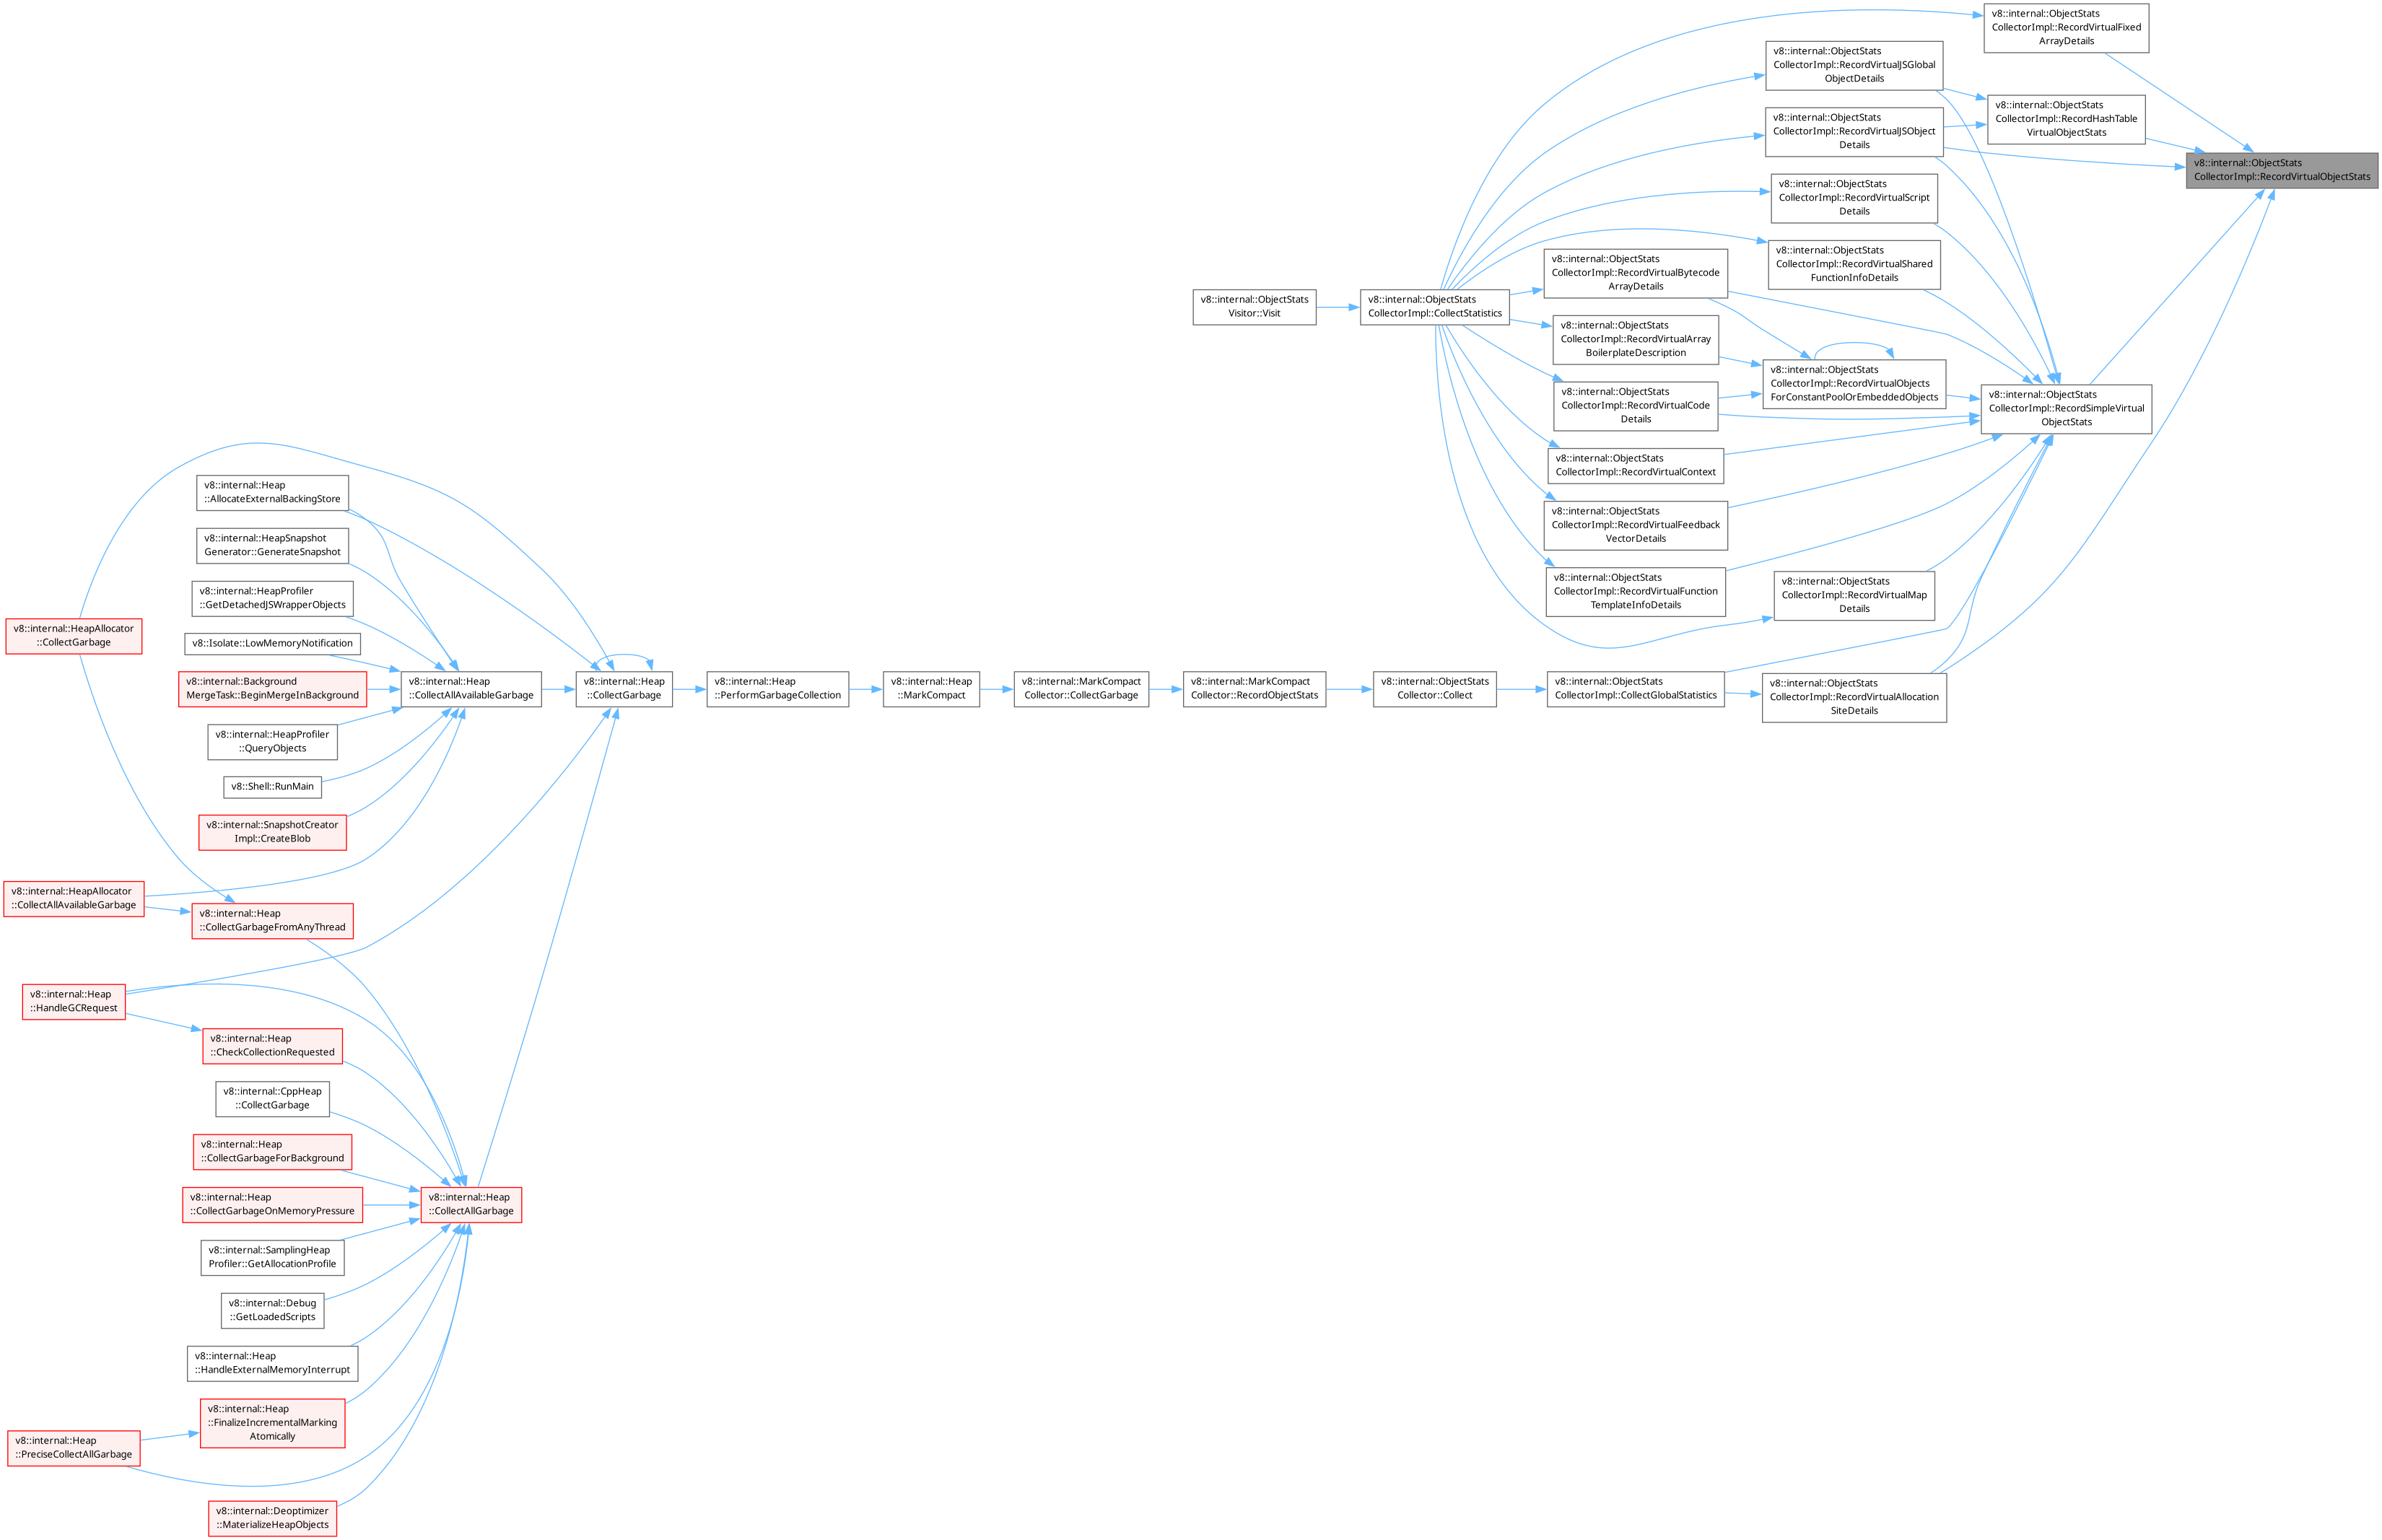 v8::internal::ObjectStats
CollectorImpl::RecordVirtualFixed
ArrayDetails
v8::internal::ObjectStats
CollectorImpl::RecordVirtualJSGlobal
ObjectDetails
v8::internal::ObjectStats
CollectorImpl::RecordHashTable
VirtualObjectStats
v8::internal::ObjectStats
CollectorImpl::RecordVirtualJSObject
Details
v8::internal::ObjectStats
CollectorImpl::RecordVirtualObjectStats
v8::internal::ObjectStats
CollectorImpl::RecordVirtualScript
Details
v8::internal::ObjectStats
CollectorImpl::RecordVirtualShared
FunctionInfoDetails
v8::internal::ObjectStats
CollectorImpl::RecordVirtualBytecode
ArrayDetails
v8::internal::ObjectStats
Visitor::Visit
v8::internal::ObjectStats
CollectorImpl::CollectStatistics
v8::internal::ObjectStats
CollectorImpl::RecordVirtualArray
BoilerplateDescription
v8::internal::ObjectStats
CollectorImpl::RecordVirtualObjects
ForConstantPoolOrEmbeddedObjects
v8::internal::ObjectStats
CollectorImpl::RecordVirtualCode
Details
v8::internal::ObjectStats
CollectorImpl::RecordSimpleVirtual
ObjectStats
v8::internal::ObjectStats
CollectorImpl::RecordVirtualContext
v8::internal::ObjectStats
CollectorImpl::RecordVirtualFeedback
VectorDetails
v8::internal::ObjectStats
CollectorImpl::RecordVirtualFunction
TemplateInfoDetails
v8::internal::ObjectStats
CollectorImpl::RecordVirtualMap
Details
v8::internal::ObjectStats
CollectorImpl::RecordVirtualAllocation
SiteDetails
v8::internal::ObjectStats
CollectorImpl::CollectGlobalStatistics
v8::internal::ObjectStats
Collector::Collect
v8::internal::MarkCompact
Collector::RecordObjectStats
v8::internal::MarkCompact
Collector::CollectGarbage
v8::internal::Heap
::MarkCompact
v8::internal::Heap
::PerformGarbageCollection
v8::internal::Heap
::CollectGarbage
v8::internal::Heap
::CollectAllAvailableGarbage
v8::internal::Heap
::AllocateExternalBackingStore
v8::internal::HeapSnapshot
Generator::GenerateSnapshot
v8::internal::HeapProfiler
::GetDetachedJSWrapperObjects
v8::internal::HeapAllocator
::CollectGarbage
v8::Isolate::LowMemoryNotification
v8::internal::Background
MergeTask::BeginMergeInBackground
v8::internal::HeapProfiler
::QueryObjects
v8::Shell::RunMain
v8::internal::SnapshotCreator
Impl::CreateBlob
v8::internal::HeapAllocator
::CollectAllAvailableGarbage
v8::internal::Heap
::CollectGarbageFromAnyThread
v8::internal::Heap
::HandleGCRequest
v8::internal::Heap
::CheckCollectionRequested
v8::internal::CppHeap
::CollectGarbage
v8::internal::Heap
::CollectGarbageForBackground
v8::internal::Heap
::CollectGarbageOnMemoryPressure
v8::internal::Heap
::CollectAllGarbage
v8::internal::SamplingHeap
Profiler::GetAllocationProfile
v8::internal::Debug
::GetLoadedScripts
v8::internal::Heap
::HandleExternalMemoryInterrupt
v8::internal::Heap
::FinalizeIncrementalMarking
Atomically
v8::internal::Heap
::PreciseCollectAllGarbage
v8::internal::Deoptimizer
::MaterializeHeapObjects